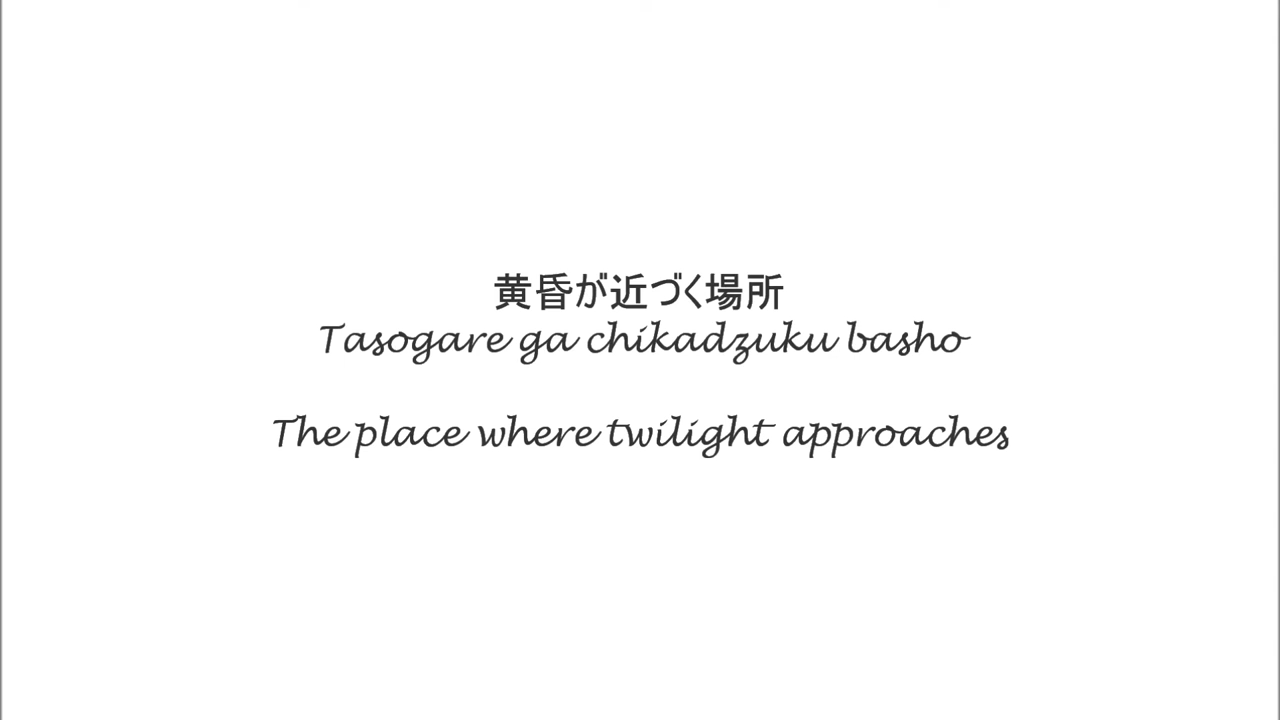 黄昏が近づく場所
Tasogare ga chikadzuku basho
The place where twilight approaches